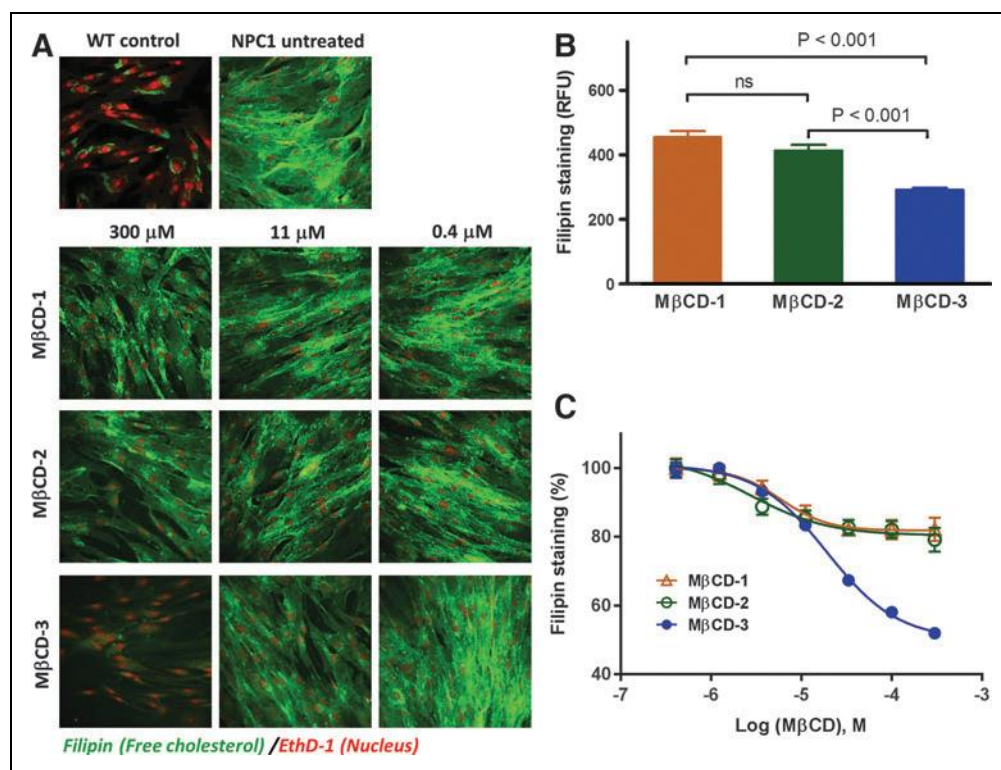 A
WT control
NPC1 untreated
300 μM
11 μM
0.4 μM
MβCD-1
MβCD-2
MβCD-3
Filipin (Free cholesterol) /EthD-1 (Nucleus)
B
P < 0.001
ns
P < 0.001
Filipin staining (RFU)
600
400
200
0
MβCD-1
MβCD-2
MβCD-3
C
Filipin staining (%)
100
80
60
40
MβCD-1
MβCD-2
MβCD-3
-7
-6
-5
-4
-3
Log (MβCD), M